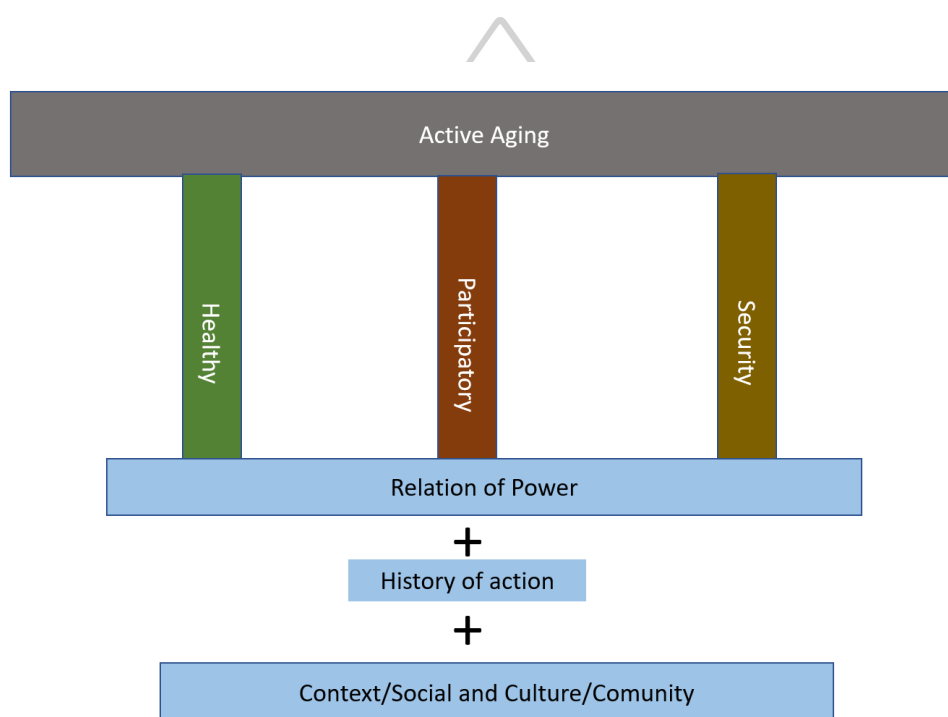 Active Aging
Healthy
Participatory
Security
Relation of Power
+
History of action
+
Context/Social and Culture/Comunity